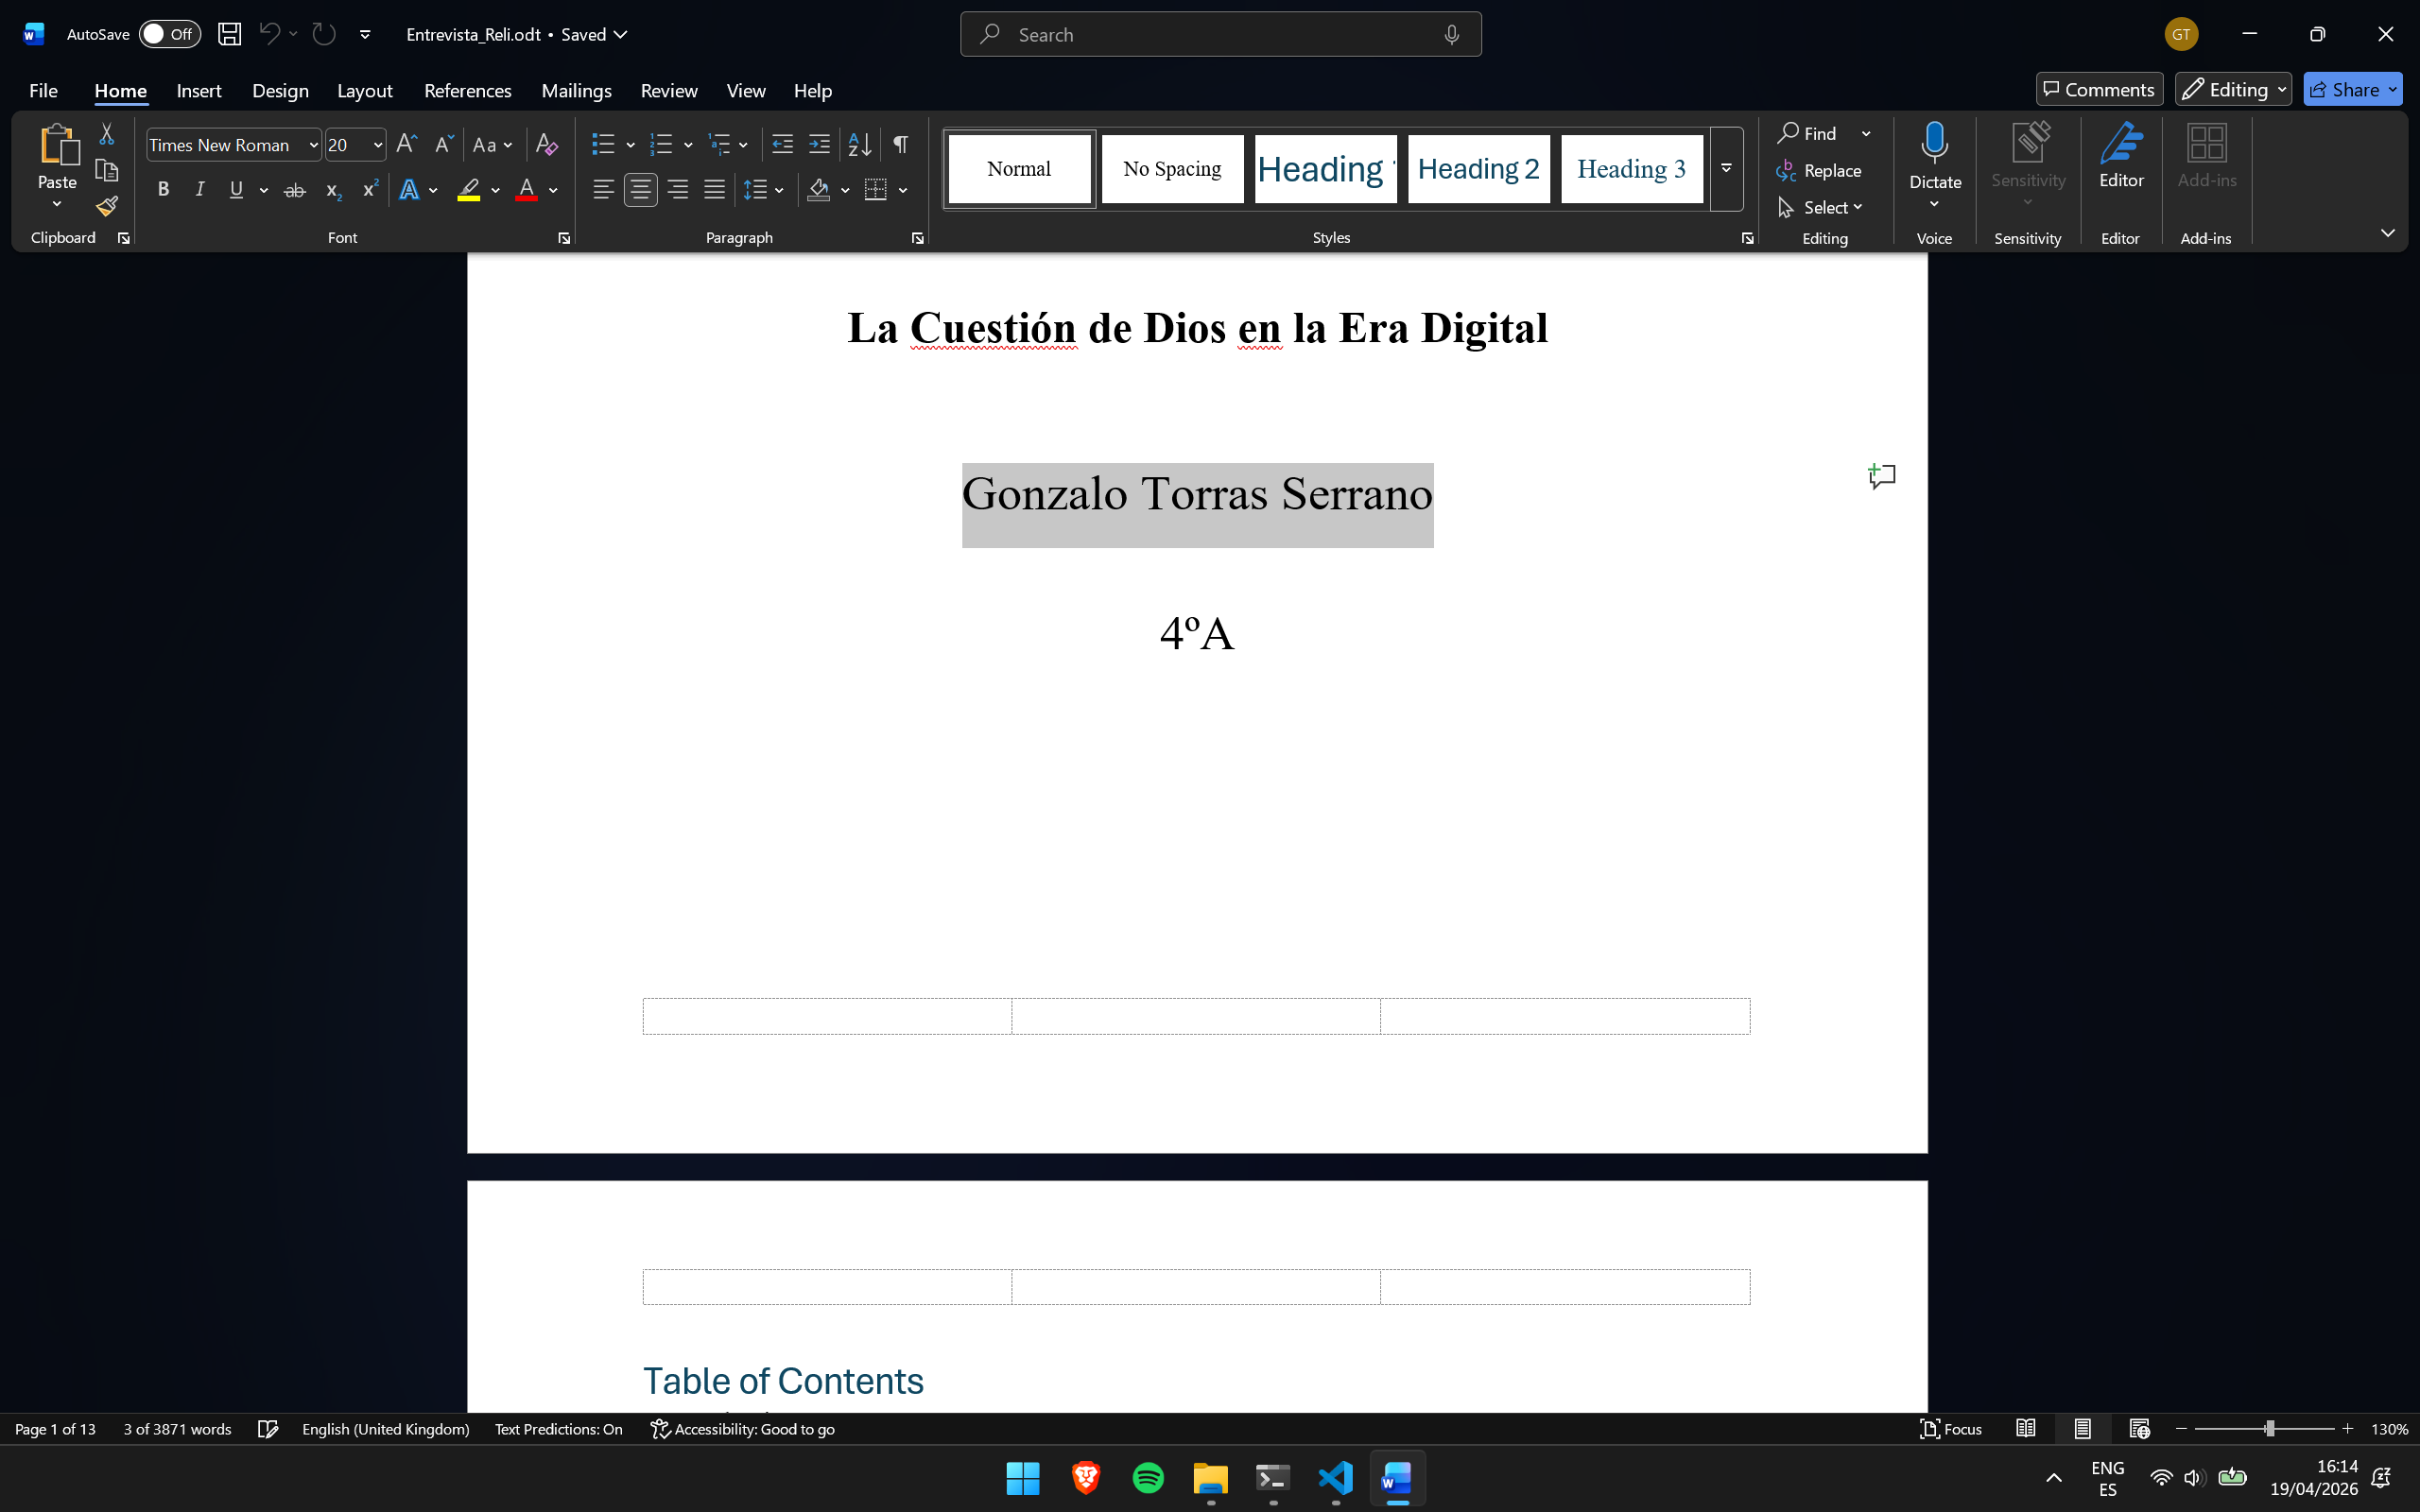 AutoSave Off Entrevista_Reli.odt • Saved Search GT
File Home Insert Design Layout References Mailings Review View Help Comments Editing Share
Paste Times New Roman 20 Aa Normal No Spacing Heading 1 Heading 2 Heading 3 Find Replace Select Dictate Sensitivity Editor Add-ins
Clipboard Font Paragraph Styles Editing Voice Sensitivity Editor Add-ins
La Cuestión de Dios en la Era Digital
Gonzalo Torras Serrano
4ºA
Table of Contents
Page 1 of 13 3 of 3871 words English (United Kingdom) Text Predictions: On Accessibility: Good to go Focus 130%
ENG 16:14
ES 19/04/2026